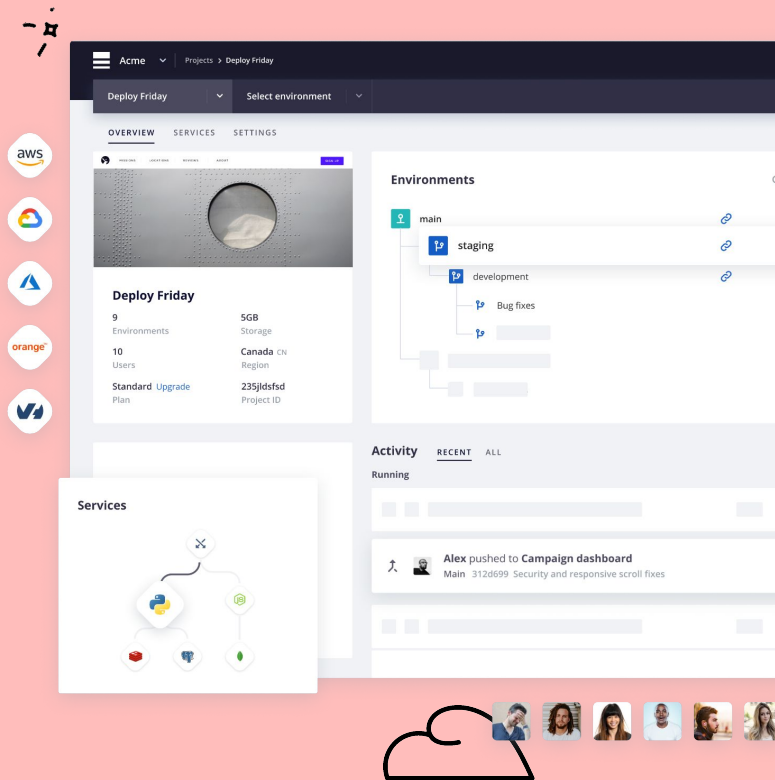 Acme
Projects > Deploy Friday
Deploy Friday
Select environment
OVERVIEW SERVICES SETTINGS
aws
orange
SIGN UP
Deploy Friday
9 5GB
Environments Storage
10 Canada CN
Users Region
Standard Upgrade 235jldsfsd
Plan Project ID
Environments
main
staging
development
Bug fixes
Activity RECENT ALL
Running
Alex pushed to Campaign dashboard
Main 312d699 Security and responsive scroll fixes
Services